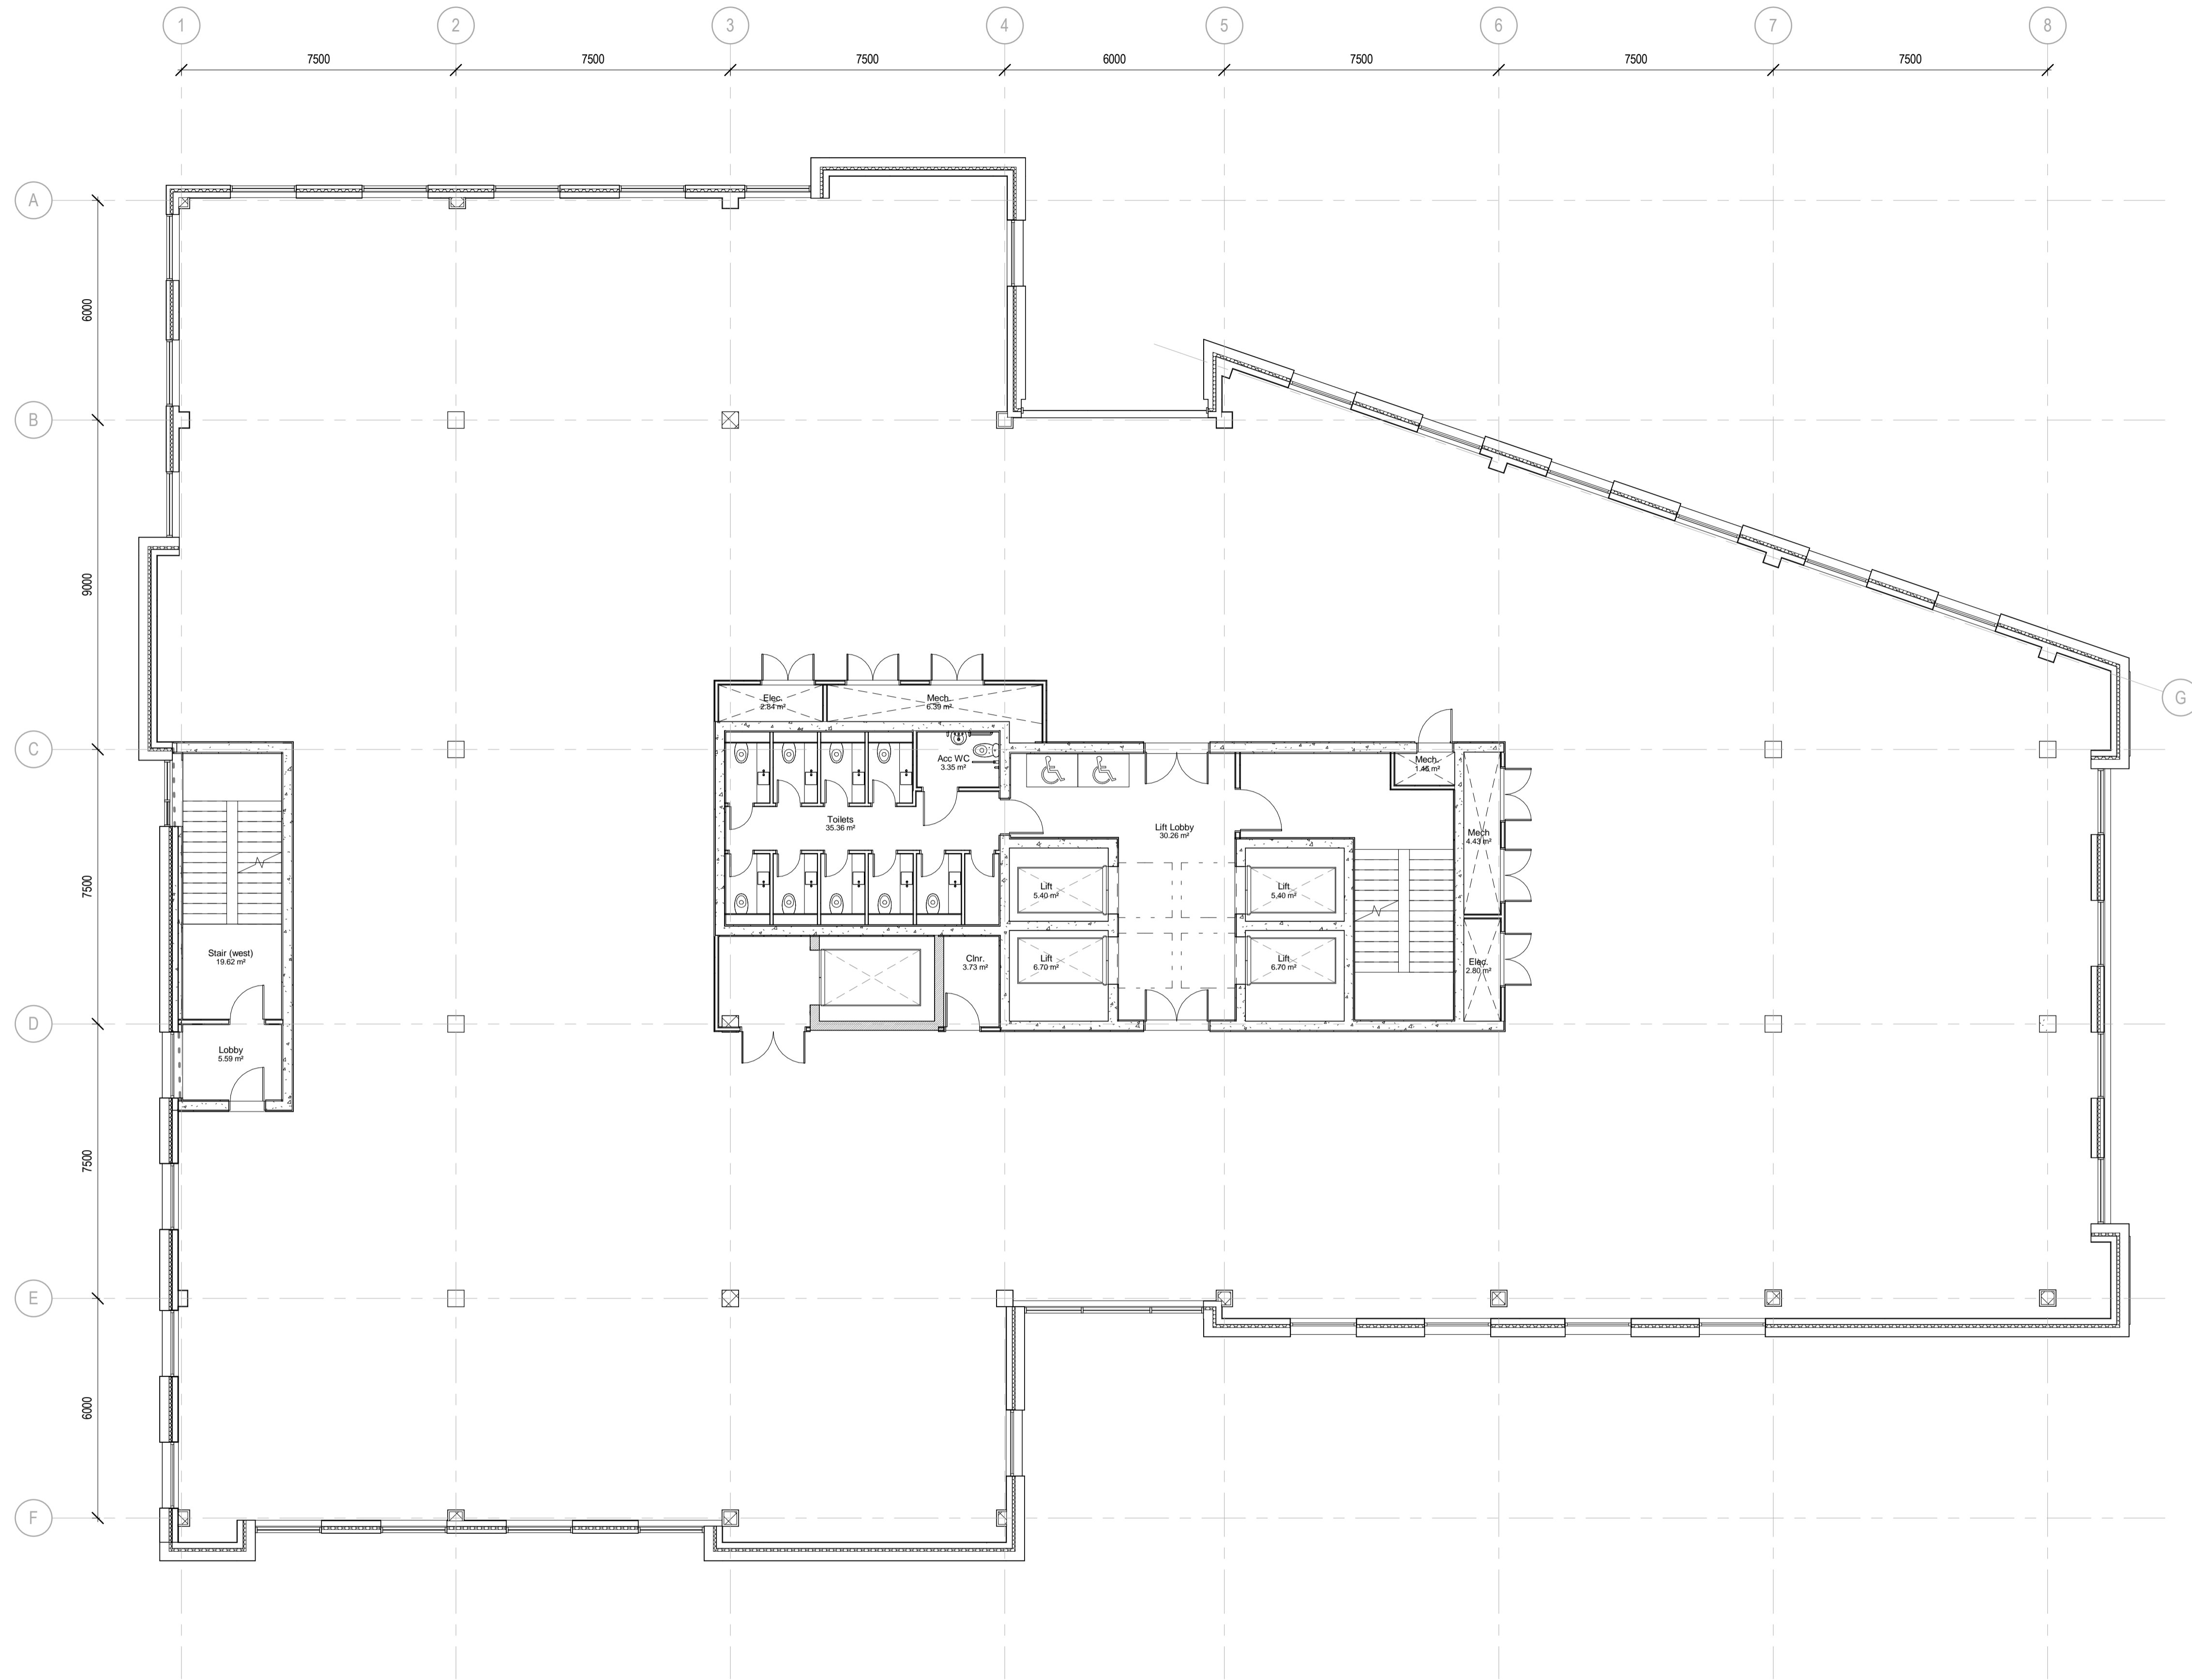 1 2 3 4 5 6 7 8
7500 7500 7500 6000 7500 7500 7500
A
6000
B
9000
G
Elec.
2.84 m²
Mech.
6.39 m²
C
Acc WC
3.35 m²
Mech.
Toilets
35.36 m²
Lift Lobby
30.26 m²
Mech
4.43 m²
7500
Lift
5.40 m²
Lift
5.40 m²
Stair (west)
19.62 m²
Clnr.
3.73 m²
Lift
6.70 m²
Lift
6.70 m²
Elec.
2.80 m²
D
Lobby
5.59 m²
7500
E
6000
F